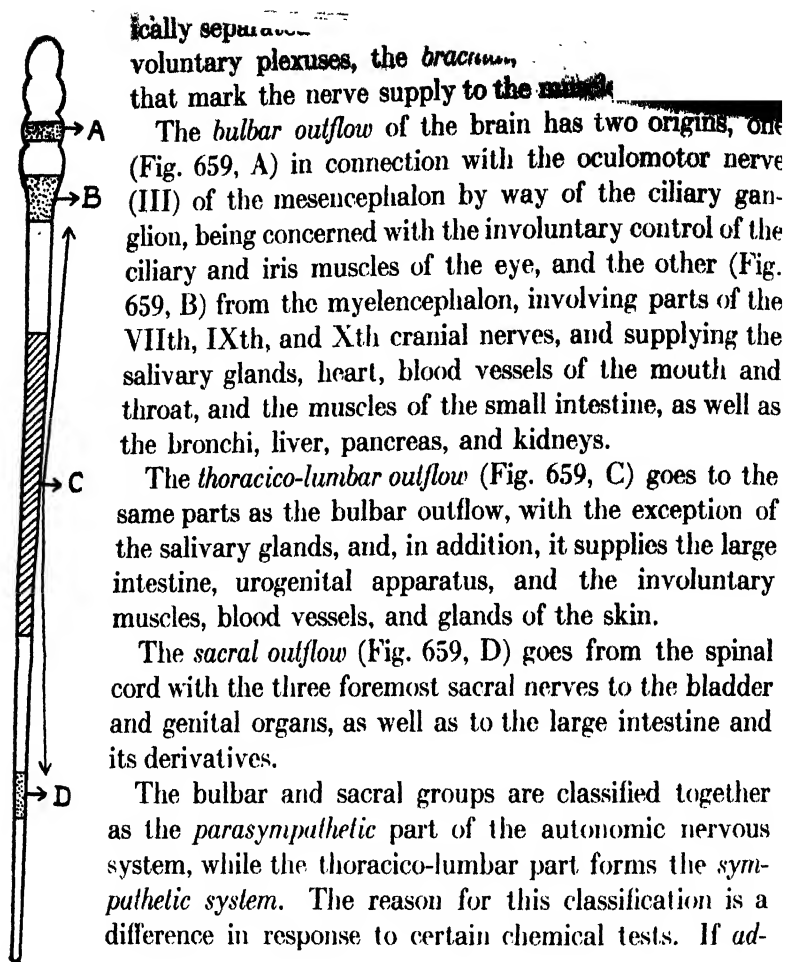 ically
voluntary plexuses, the
that mark the nerve supply to the
The bulbar outflow of the brain has two origins, one
(Fig. 659, A) in connection with the oculomotor nerve
(III) of the mesencephalon by way of the ciliary gan-
glion, being concerned with the involuntary control of the
ciliary and iris muscles of the eye, and the other (Fig.
659, B) from the myelencephalon, involving parts of the
VIIth, IXth, and Xth cranial nerves, and supplying the
salivary glands, heart, blood vessels of the mouth and
throat, and the muscles of the small intestine, as well as
the bronchi, liver, pancreas, and kidneys.
The thoracico-lumbar outflow (Fig. 659, C) goes to the
same parts as the bulbar outflow, with the exception of
the salivary glands, and, in addition, it supplies the large
intestine, urogenital apparatus, and the involuntary
muscles, blood vessels, and glands of the skin.
The sacral outflow (Fig. 659, D) goes from the spinal
cord with the three foremost sacral nerves to the bladder
and genital organs, as well as to the large intestine and
its derivatives.
The bulbar and sacral groups are classified together
as the parasympathetic part of the autonomic nervous
system, while the thoracico-lumbar part forms the sym-
pathetic system. The reason for this classification is a
difference in response to certain chemical tests. If ad-
A
B
C
D